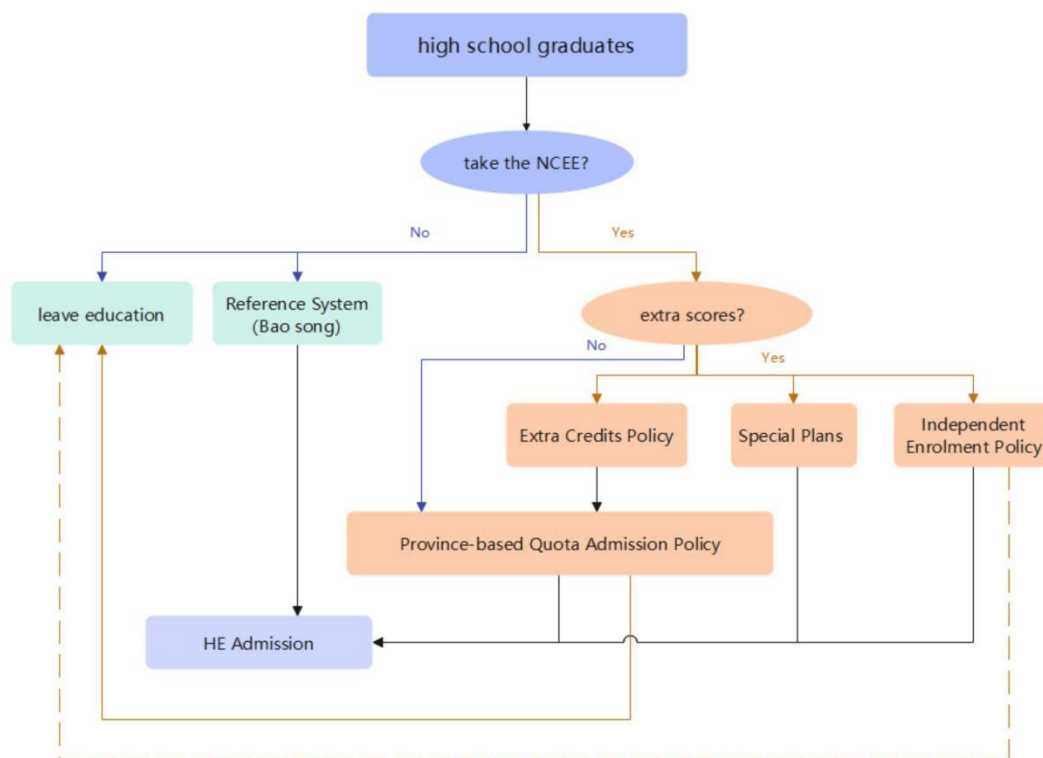 high school graduates
take the NCEE?
No
Yes
leave education
Reference System
(Bao song)
extra scores?
No
Yes
Extra Credits Policy
Special Plans
Independent
Enrolment Policy
Province-based Quota Admission Policy
HE Admission